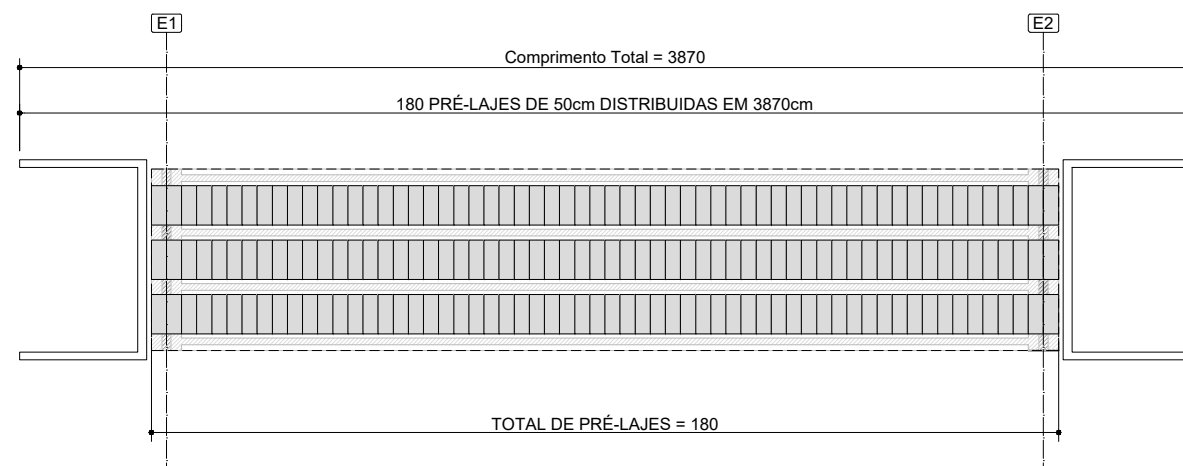 E1 E2
Comprimento Total = 3870
180 PRÉ-LAJES DE 50cm DISTRIBUIDAS EM 3870cm
TOTAL DE PRÉ-LAJES = 180